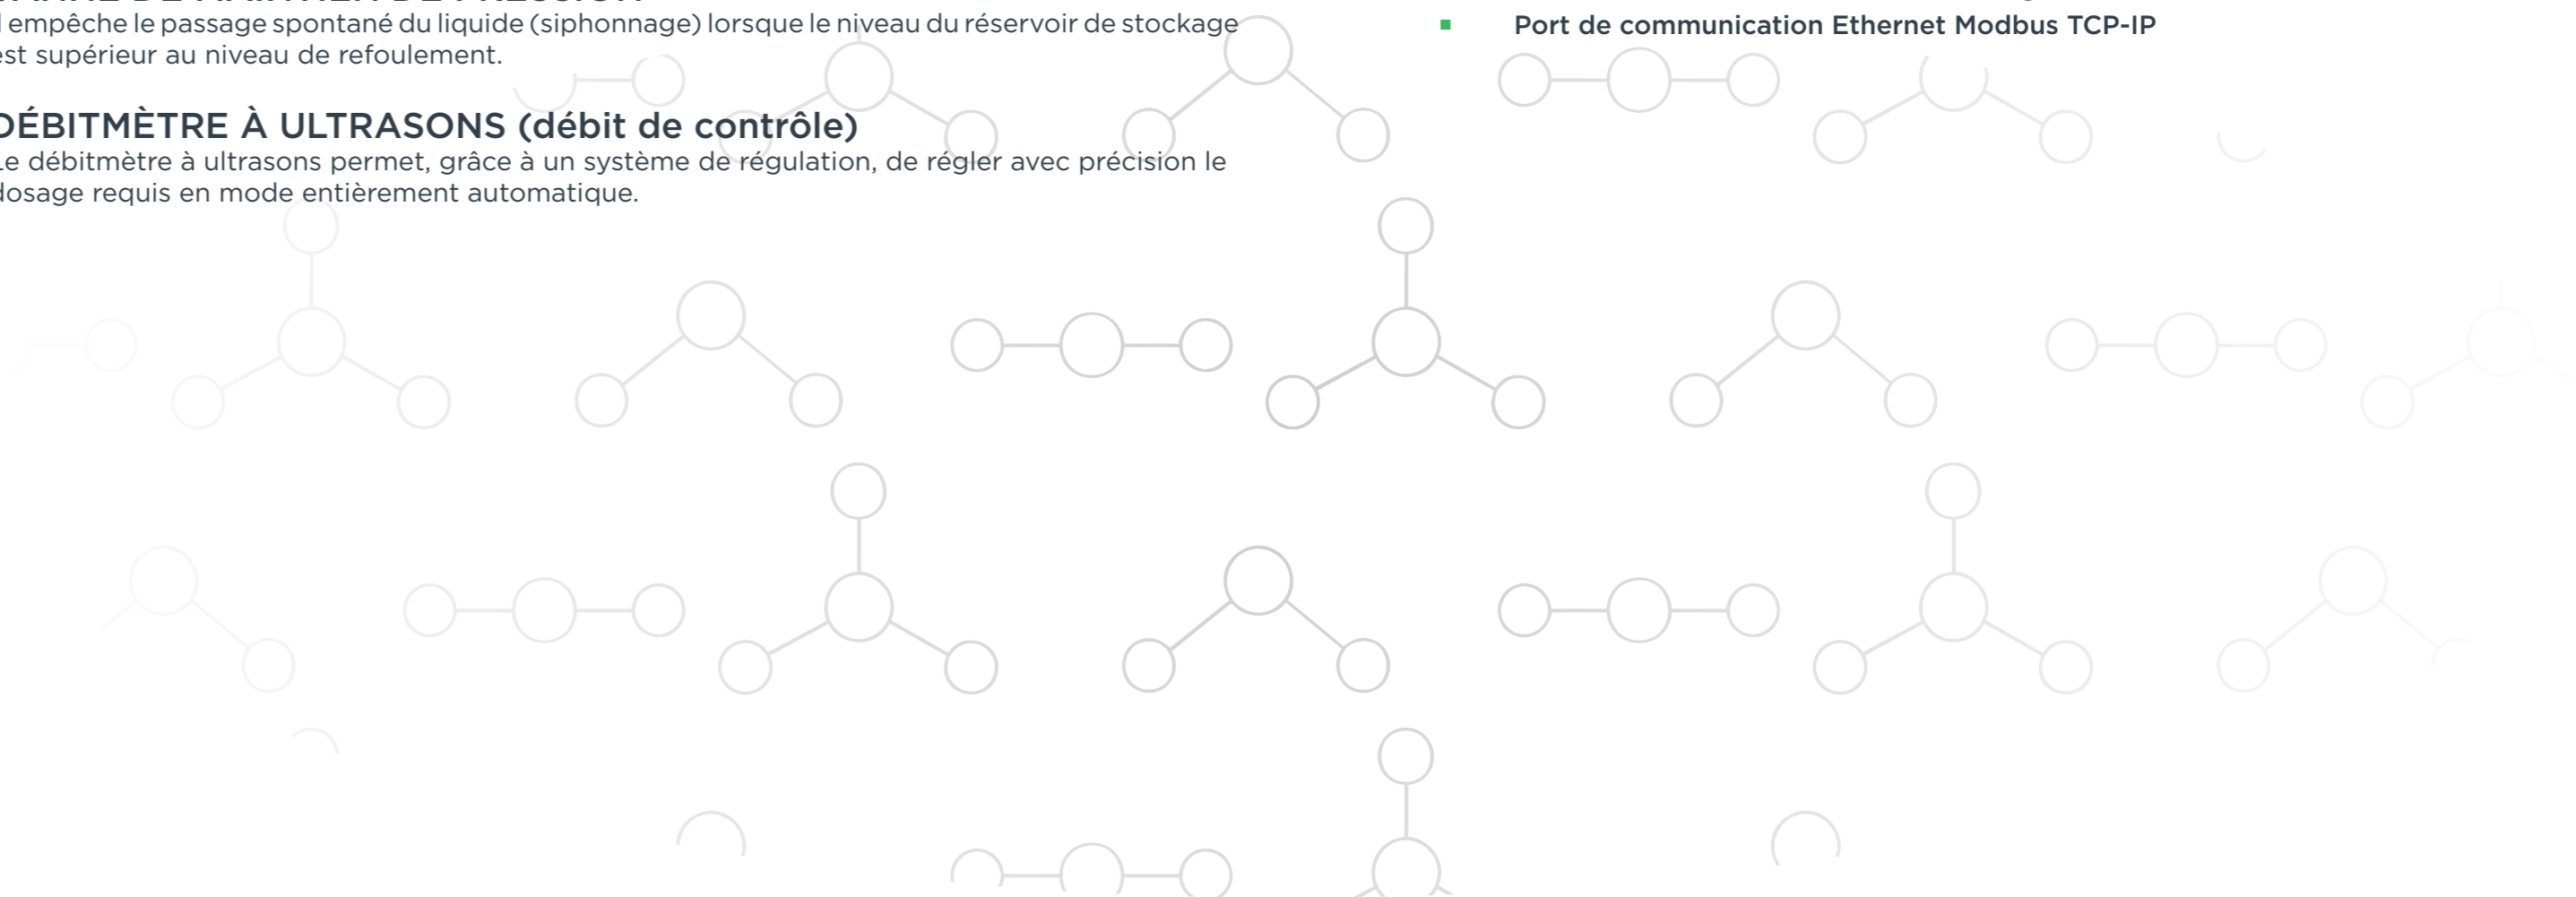 empêche le passage spontané du liquide (siphonnage) lorsque le niveau du réservoir de stockage
est supérieur au niveau de refoulement.
DÉBITMÈTRE À ULTRASONS (débit de contrôle)
Le débitmètre à ultrasons permet, grâce à un système de régulation, de régler avec précision le
dosage requis en mode entièrement automatique.
Port de communication Ethernet Modbus TCP-IP